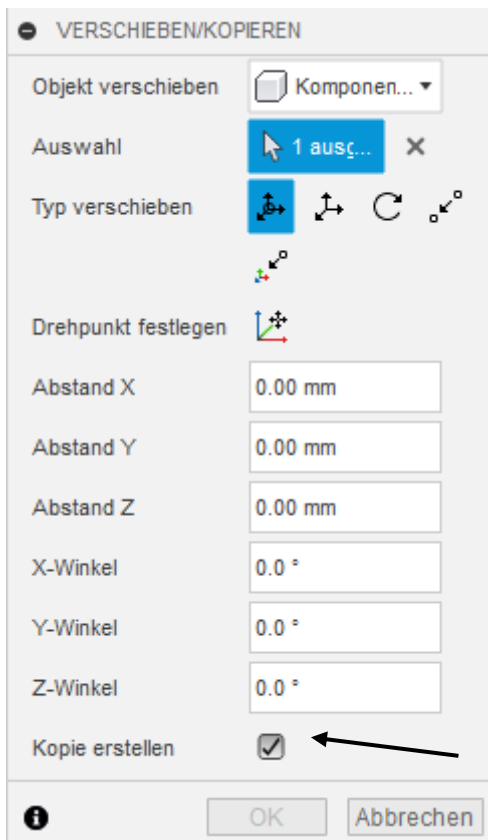 VERSCHIEBEN/KOPIEREN
Objekt verschieben Komponen...
Auswahl 1 ausg...
Typ verschieben
Drehpunkt festlegen
Abstand X 0.00 mm
Abstand Y 0.00 mm
Abstand Z 0.00 mm
X-Winkel 0.0 °
Y-Winkel 0.0 °
Z-Winkel 0.0 °
Kopie erstellen
OK Abbrechen